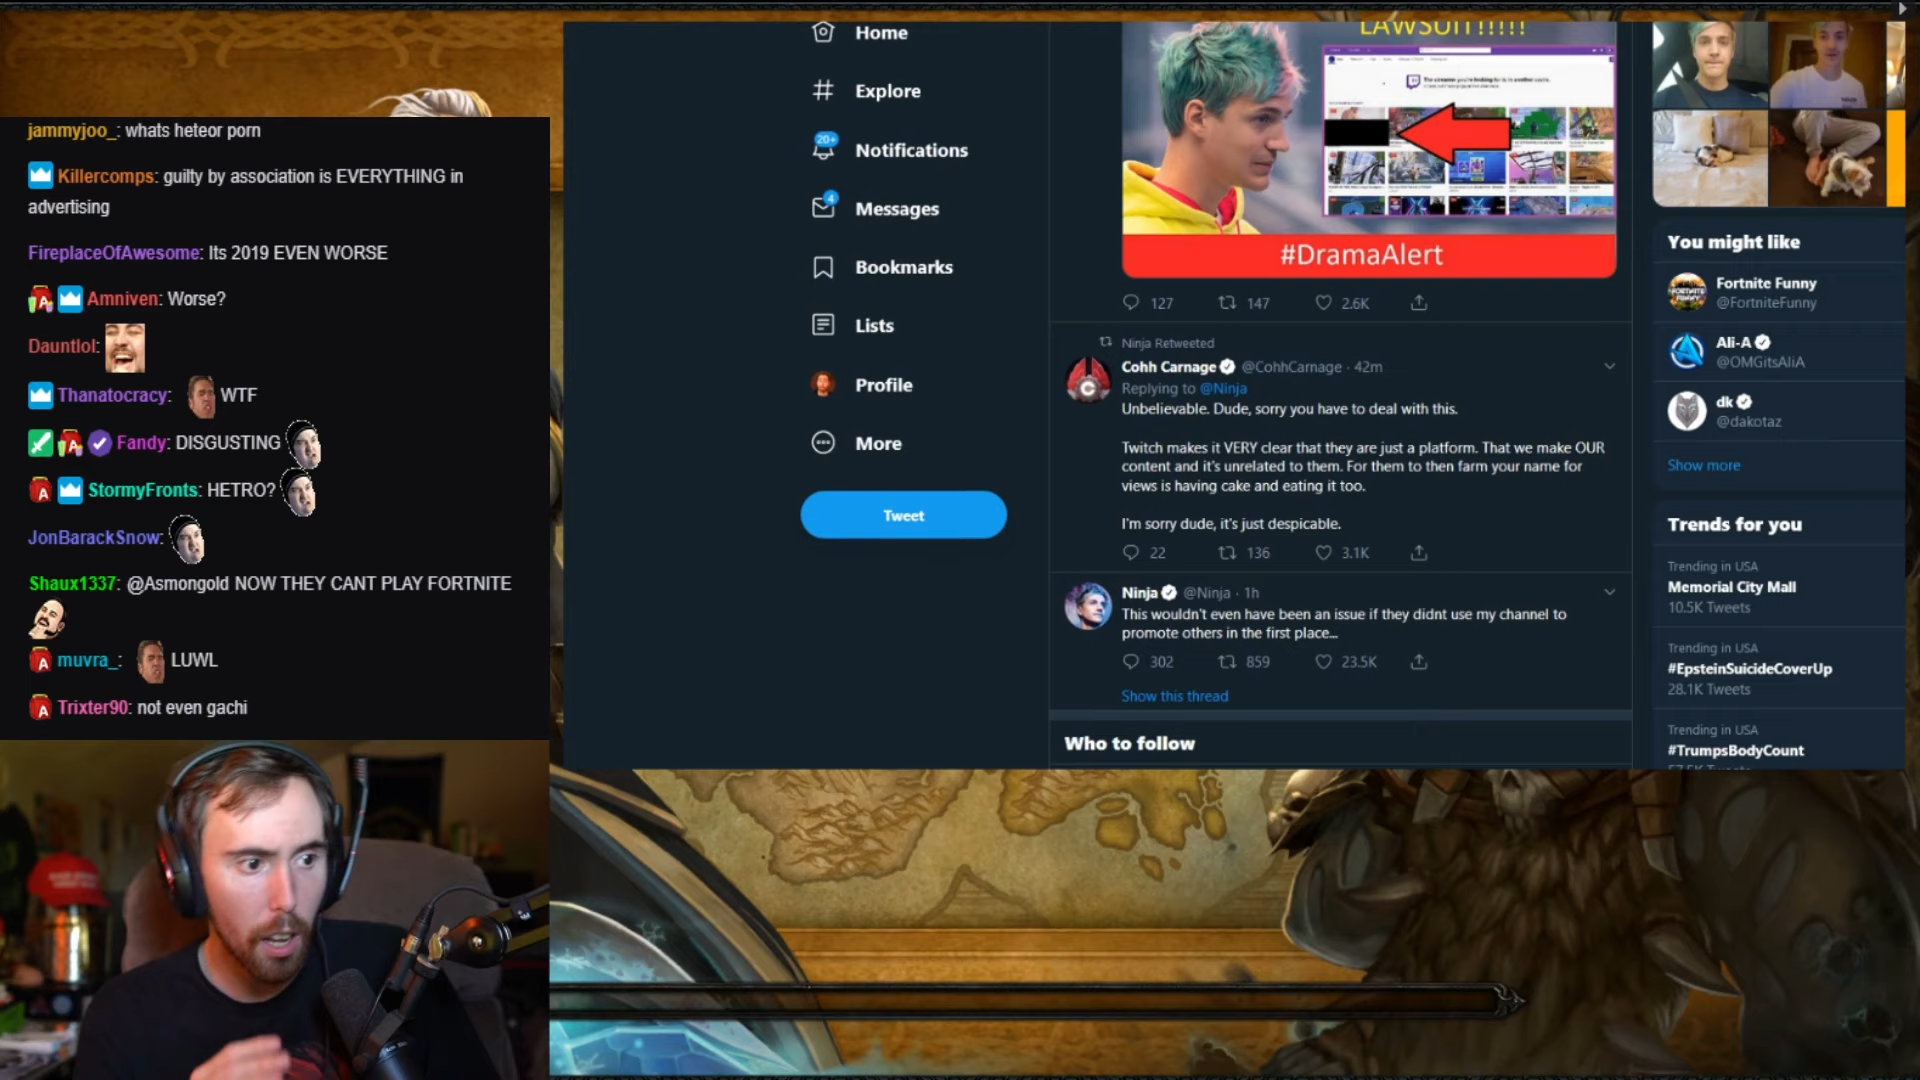 jammyjoo_: whats heteor porn
Killercomps: guilty by association is EVERYTHING in
advertising
FireplaceOfAwesome: Its 2019 EVEN WORSE
Amniven: Worse?
Dauntlol:
Thanatocracy: WTF
Fandy: DISGUSTING
StormyFronts: HETRO?
JonBarackSnow:
Shaux1337: @Asmongold NOW THEY CANT PLAY FORTNITE
muvra_: LUWL
Trixter90: not even gachi
Home
Explore
20+
Notifications
4
Messages
Bookmarks
Lists
Profile
More
Tweet
LAWSUIT!!!!!
#DramaAlert
127 147 2.6K
Ninja Retweeted
Cohh Carnage @CohhCarnage · 42m
Replying to @Ninja
Unbelievable. Dude, sorry you have to deal with this.
Twitch makes it VERY clear that they are just a platform. That we make OUR
content and it's unrelated to them. For them to then farm your name for
views is having cake and eating it too.
I'm sorry dude, it's just despicable.
22 136 3.1K
Ninja @Ninja · 1h
This wouldn't even have been an issue if they didnt use my channel to
promote others in the first place...
302 859 23.5K
Show this thread
Who to follow
You might like
Fortnite Funny
@FortniteFunny
Ali-A
@OMGitsAliA
dk
@dakotaz
Show more
Trends for you
Trending in USA
Memorial City Mall
10.5K Tweets
Trending in USA
#EpsteinSuicideCoverUp
28.1K Tweets
Trending in USA
#TrumpsBodyCount